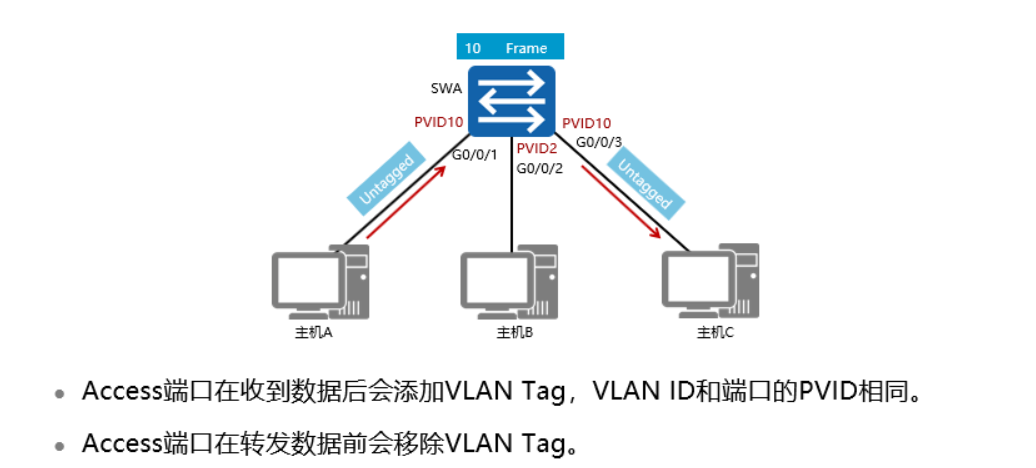 10 Frame
SWA
PVID10
PVID10
G0/0/1
PVID2
G0/0/3
G0/0/2
Untagged
Untagged
主机A
主机B
主机C
• Access端口在收到数据后会添加VLAN Tag，VLAN ID和端口的PVID相同。
• Access端口在转发数据前会移除VLAN Tag。